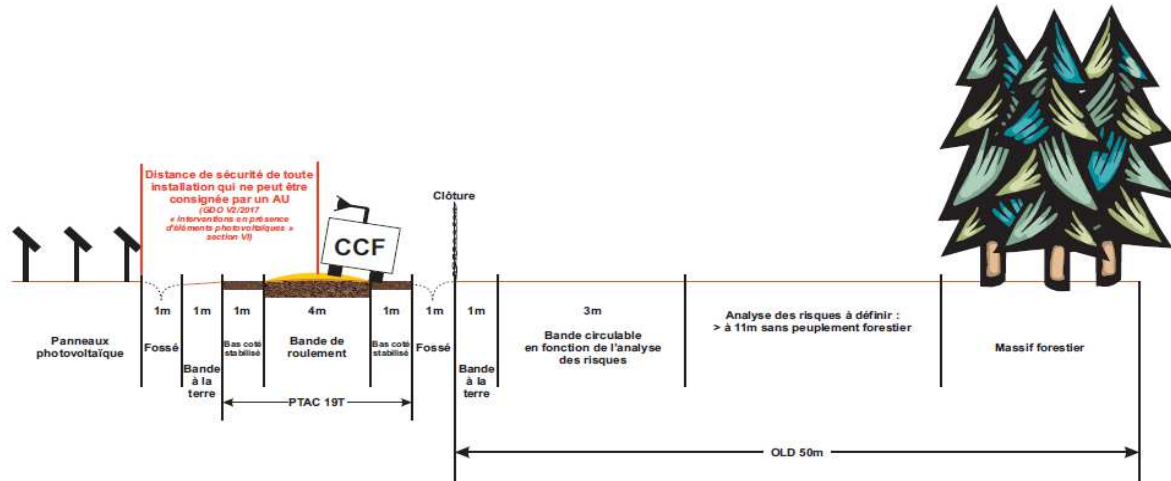 Distance de sécurité de toute
installation qui ne peut être
consignée par un AU
(GDO V2/2017
« interventions en présence
d'éléments photovoltaïques »
section VI)
CCF
Clôture
Panneaux
photovoltaïque
1m
Fossé
1m
Bande
à la
terre
1m
Bas coté
stabilisé
4m
Bande de
roulement
1m
Bas coté
stabilisé
1m
Fossé
1m
Bande
à la
terre
3m
Bande circulable
en fonction de l'analyse
des risques
Analyse des risques à définir :
> à 11m sans peuplement forestier
Massif forestier
PTAC 19T
OLD 50m